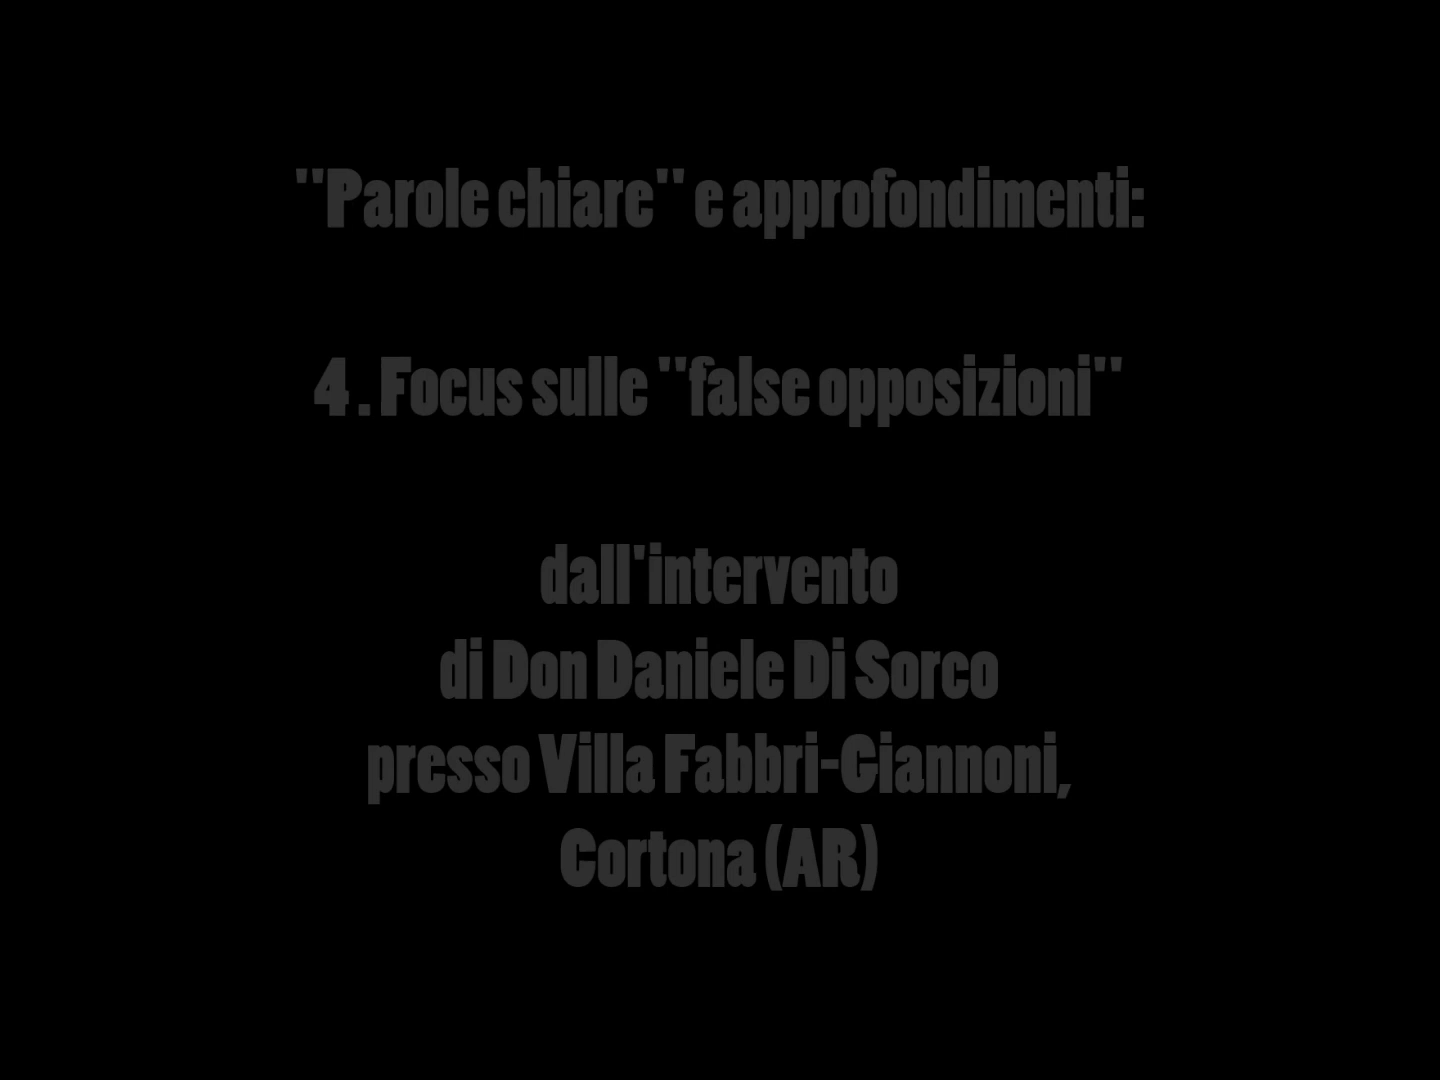 "Parole chiare" e approfondimenti:
4 . Focus sulle "false opposizioni"
dall'intervento
di Don Daniele Di Sorco
presso Villa Fabbri-Giannoni,
Cortona (AR)